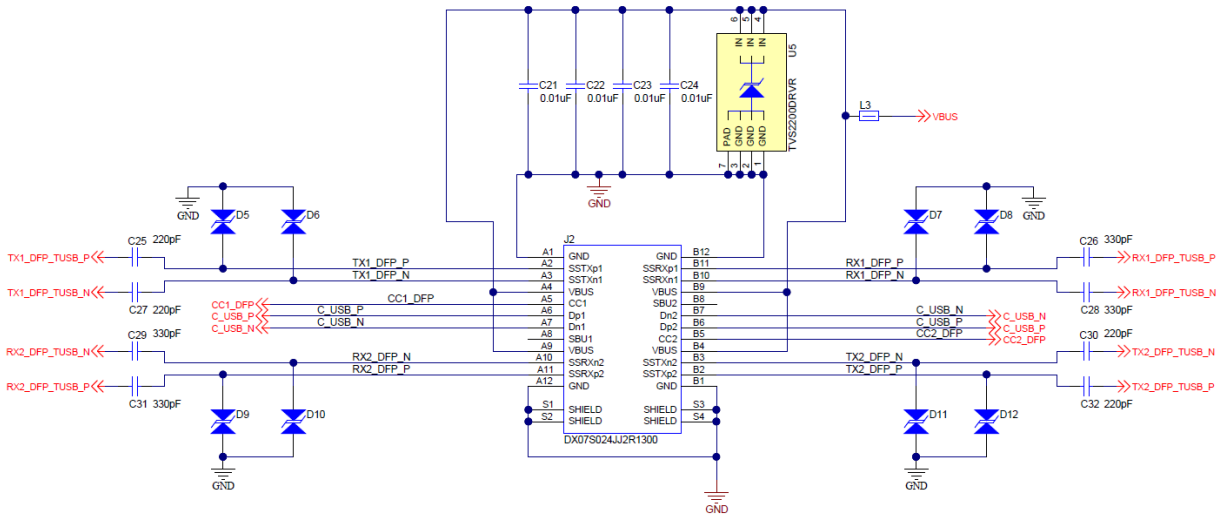 6 5 4
IN IN IN
U5
TVS2200DRVR
PAD GND GND GND
7 3 2 1
C21 0.01uF
C22 0.01uF
C23 0.01uF
C24 0.01uF
L3
VBUS
GND
GND
D5
D6
D7
D8
GND
C25 220pF
TX1_DFP_TUSB_P
TX1_DFP_TUSB_N
C27 220pF
TX1_DFP_P
TX1_DFP_N
CC1_DFP
CC1_DFP
C_USB_P
C_USB_P
C_USB_N
C_USB_N
C29 330pF
RX2_DFP_TUSB_N
RX2_DFP_TUSB_P
C31 330pF
RX2_DFP_N
RX2_DFP_P
D9
D10
GND
J2
A1 GND GND B12
A2 SSTXp1 SSRXp1 B11
A3 SSTXn1 SSRXn1 B10
A4 VBUS VBUS B9
A5 CC1 SBU2 B8
A6 Dp1 Dn2 B7
A7 Dn1 Dp2 B6
A8 SBU1 CC2 B5
A9 VBUS VBUS B4
A10 SSRXn2 SSTXn2 B3
A11 SSRXp2 SSTXp2 B2
A12 GND GND B1
S1 SHIELD SHIELD S3
S2 SHIELD SHIELD S4
DX07S024JJ2R1300
GND
RX1_DFP_P
RX1_DFP_N
C26 330pF
RX1_DFP_TUSB_P
RX1_DFP_TUSB_N
C28 330pF
C_USB_N
C_USB_N
C_USB_P
C_USB_P
CC2_DFP
CC2_DFP
TX2_DFP_N
TX2_DFP_P
C30 220pF
TX2_DFP_TUSB_N
TX2_DFP_TUSB_P
C32 220pF
D11
D12
GND